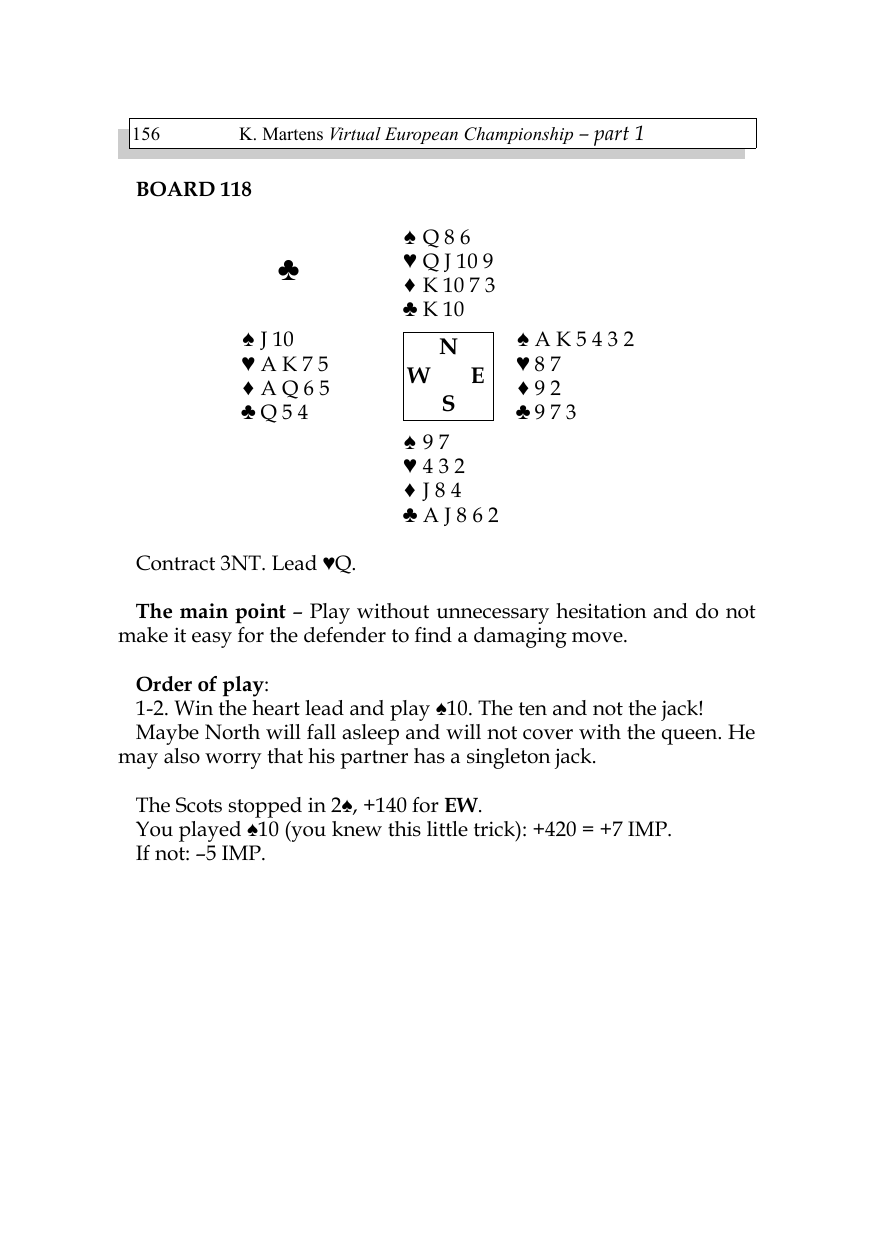 156 K. Martens Virtual European Championship – part 1
BOARD 118
♣
♠ Q 8 6
♥ Q J 10 9
♦ K 10 7 3
♣ K 10
♠ J 10
♥ A K 7 5
♦ A Q 6 5
♣ Q 5 4
N
W E
S
♠ A K 5 4 3 2
♥ 8 7
♦ 9 2
♣ 9 7 3
♠ 9 7
♥ 4 3 2
♦ J 8 4
♣ A J 8 6 2
Contract 3NT. Lead ♥Q.
The main point – Play without unnecessary hesitation and do not
make it easy for the defender to find a damaging move.
Order of play:
1-2. Win the heart lead and play ♠10. The ten and not the jack!
Maybe North will fall asleep and will not cover with the queen. He
may also worry that his partner has a singleton jack.
The Scots stopped in 2♠, +140 for EW.
You played ♠10 (you knew this little trick): +420 = +7 IMP.
If not: –5 IMP.